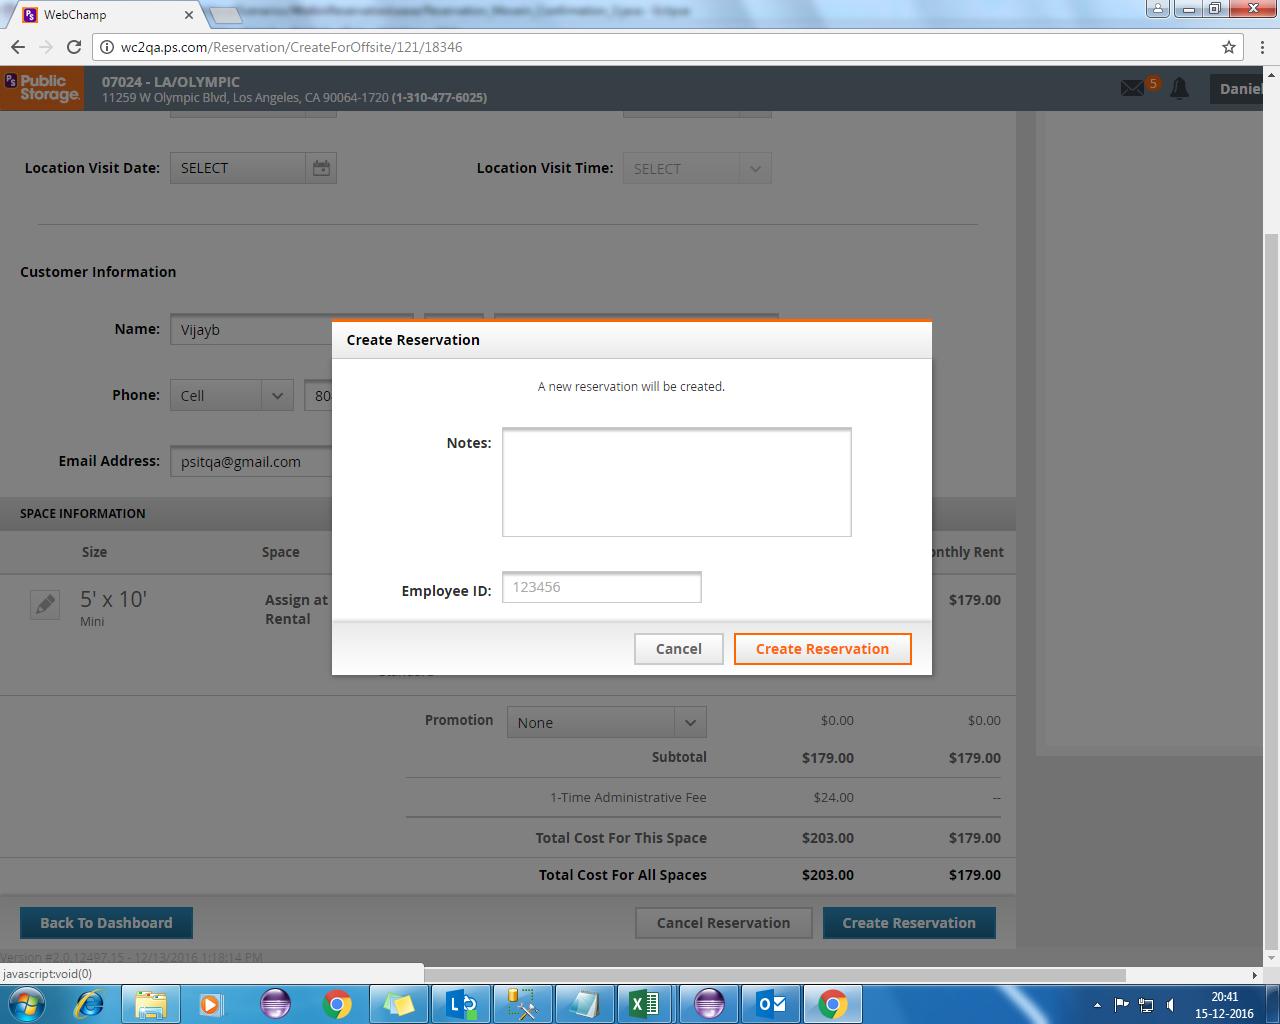 WebChamp
wc2qa.ps.com/Reservation/CreateForOffsite/121/18346
PS Public Storage
07024 - LA/OLYMPIC
11259 W Olympic Blvd, Los Angeles, CA 90064-1720 (1-310-477-6025)
5
Daniel
Location Visit Date: SELECT
Location Visit Time: SELECT
Customer Information
Name: Vijayb
Phone: Cell 80
Email Address: psitqa@gmail.com
Create Reservation
A new reservation will be created.
Notes:
Employee ID: 123456
Cancel Create Reservation
SPACE INFORMATION
Size Space onthly Rent
5' x 10' Assign at $179.00
Mini Rental
Promotion None $0.00 $0.00
Subtotal $179.00 $179.00
1-Time Administrative Fee $24.00 --
Total Cost For This Space $203.00 $179.00
Total Cost For All Spaces $203.00 $179.00
Back To Dashboard Cancel Reservation Create Reservation
Version #2.0.12497.15 - 12/13/2016 1:18:14 PM
javascript:void(0)
20:41
15-12-2016